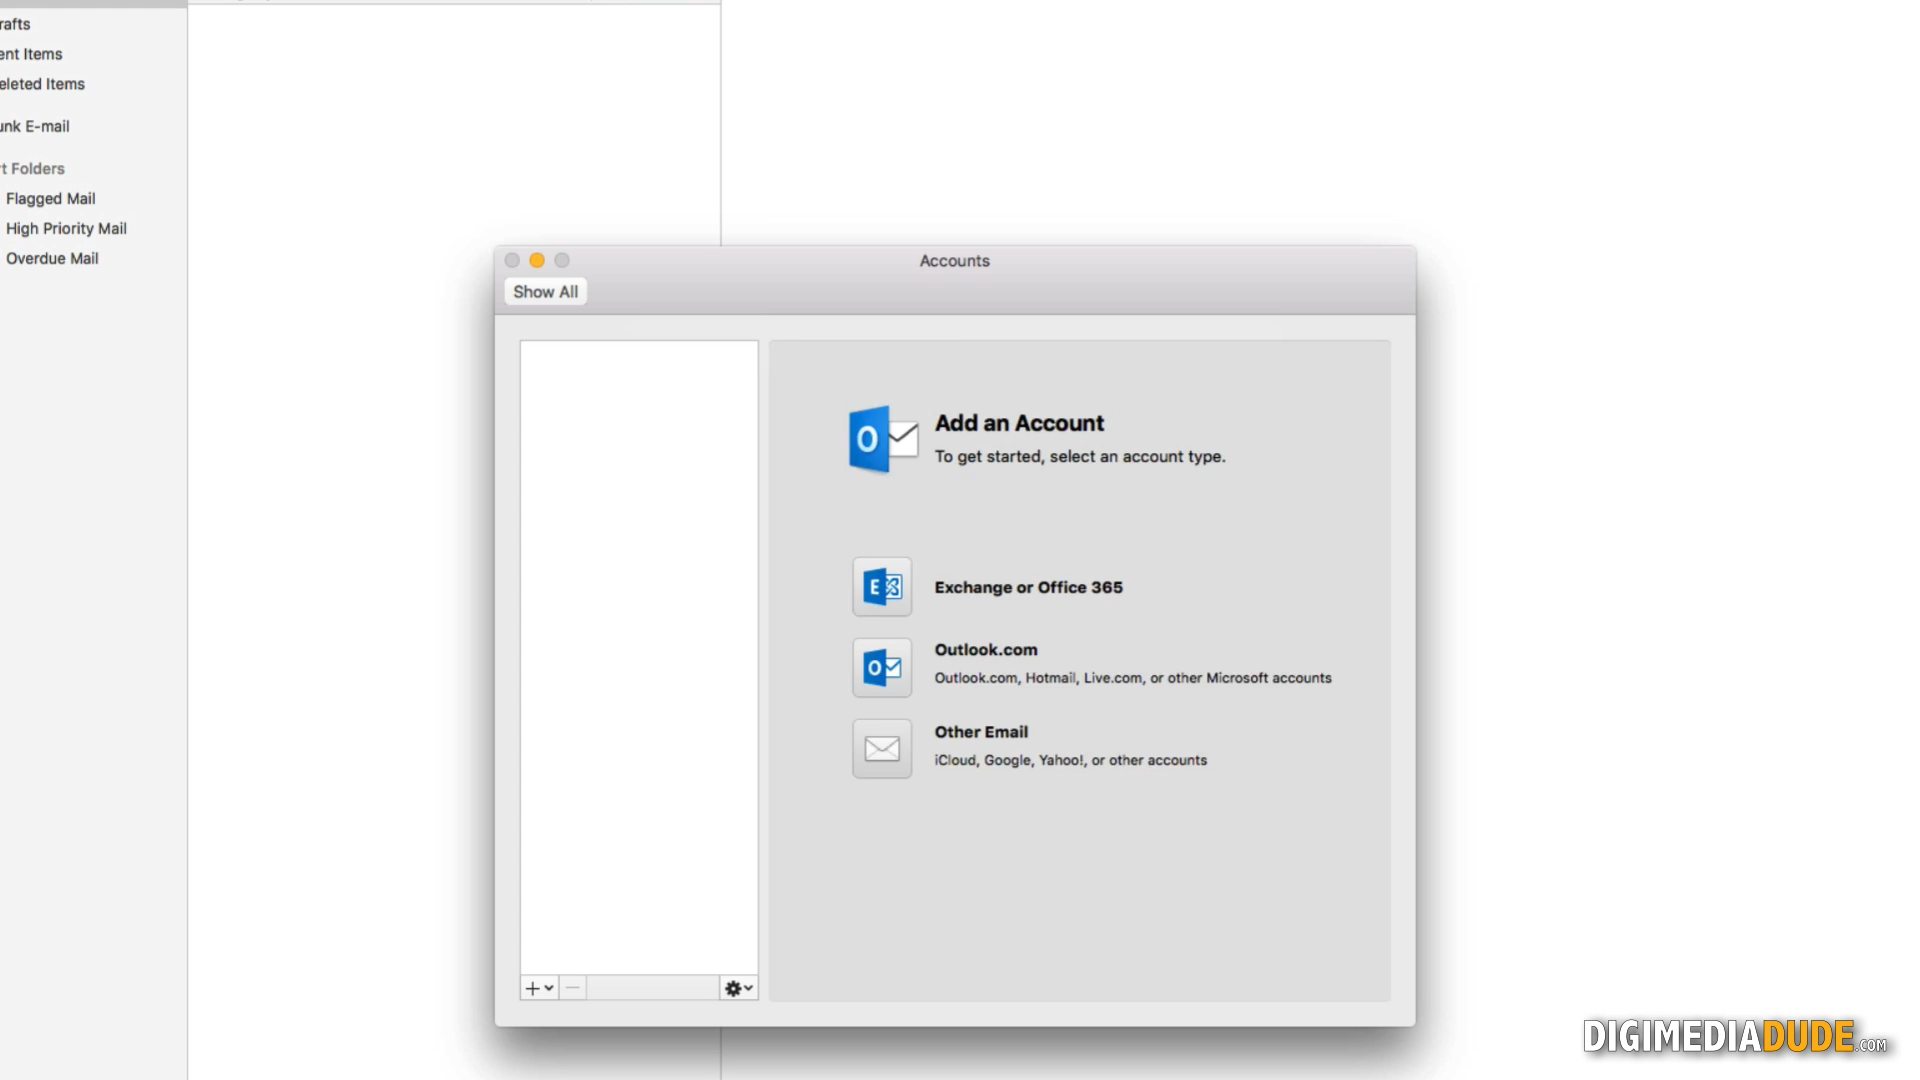 rafts
ent Items
eleted Items
unk E-mail
t Folders
Flagged Mail
High Priority Mail
Overdue Mail
Accounts
Show All
O
Add an Account
To get started, select an account type.
E
Exchange or Office 365
O
Outlook.com
Outlook.com, Hotmail, Live.com, or other Microsoft accounts
Other Email
iCloud, Google, Yahoo!, or other accounts
DIGIMEDIADUDE.COM